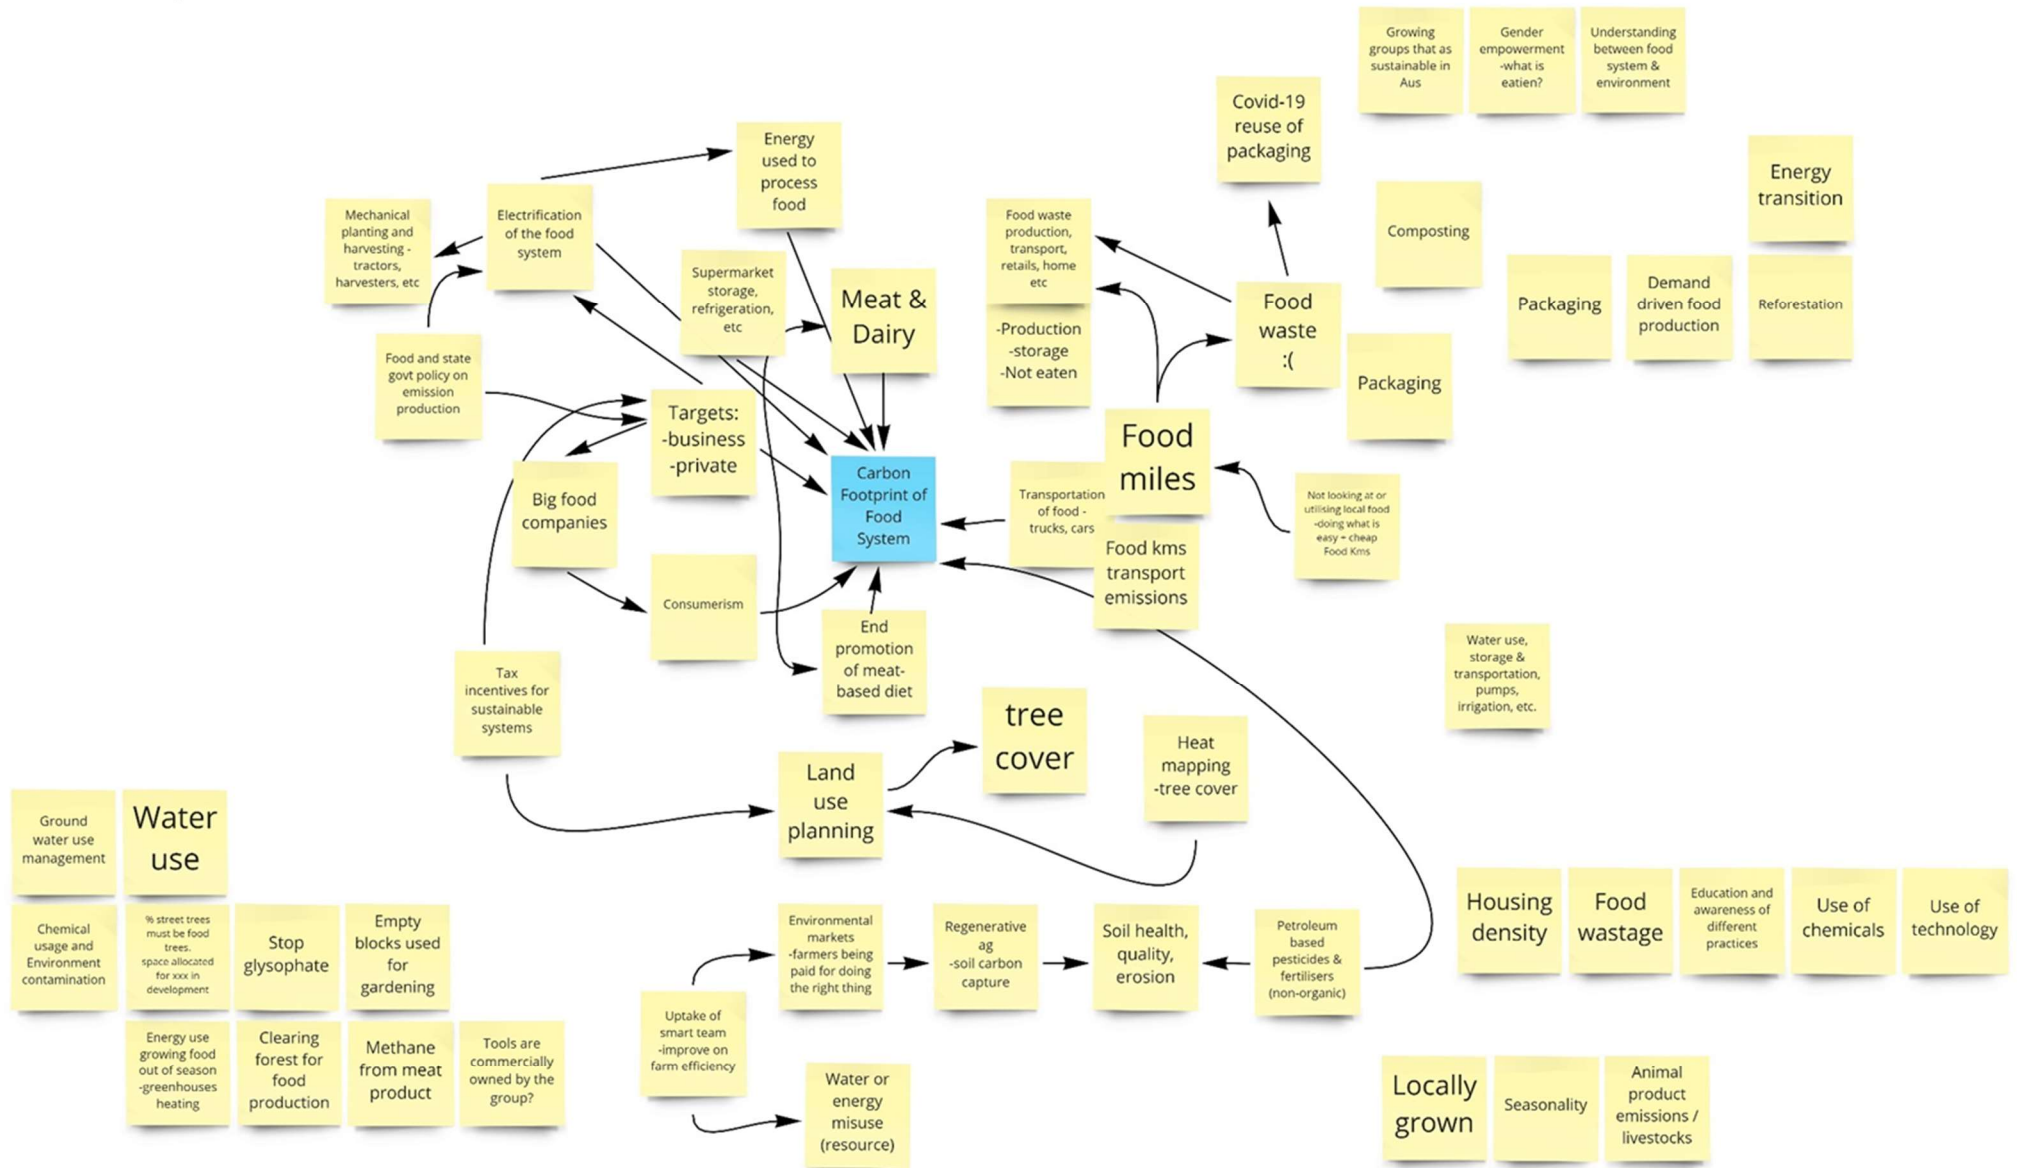 Growing
groups that as
sustainable in
Aus
Gender
empowerment
-what is
eatien?
Understanding
between food
system &
environment
Covid-19
reuse of
packaging
Energy
used to
process
food
Energy
transition
Mechanical
planting and
harvesting -
tractors,
harvesters, etc
Electrification
of the food
system
Food waste
production,
transport,
retails, home
etc
Composting
Supermarket
storage,
refrigeration,
etc
Meat &
Dairy
-Production
-storage
-Not eaten
Food
waste
:(
Packaging
Demand
driven food
production
Reforestation
Food and state
govt policy on
emission
production
Packaging
Targets:
-business
-private
Food
miles
Big food
companies
Carbon
Footprint of
Food
System
Transportation
of food -
trucks, cars
Not looking at or
utilising local food
-doing what is
easy + cheap
Food Kms
Food kms
transport
emissions
Consumerism
End
promotion
of meat-
based diet
Water use,
storage &
transportation,
pumps,
irrigation, etc.
Tax
incentives for
sustainable
systems
tree
cover
Heat
mapping
-tree cover
Land
use
planning
Ground
water use
management
Water
use
Chemical
usage and
Environment
contamination
% street trees
must be food
trees.
space allocated
for xxx in
development
Stop
glysophate
Empty
blocks used
for
gardening
Environmental
markets
-farmers being
paid for doing
the right thing
Regenerative
ag
-soil carbon
capture
Soil health,
quality,
erosion
Petroleum
based
pesticides &
fertilisers
(non-organic)
Housing
density
Food
wastage
Education and
awareness of
different
practices
Use of
chemicals
Use of
technology
Energy use
growing food
out of season
-greenhouses
heating
Clearing
forest for
food
production
Methane
from meat
product
Tools are
commercially
owned by the
group?
Uptake of
smart team
-improve on
farm efficiency
Water or
energy
misuse
(resource)
Locally
grown
Seasonality
Animal
product
emissions /
livestocks